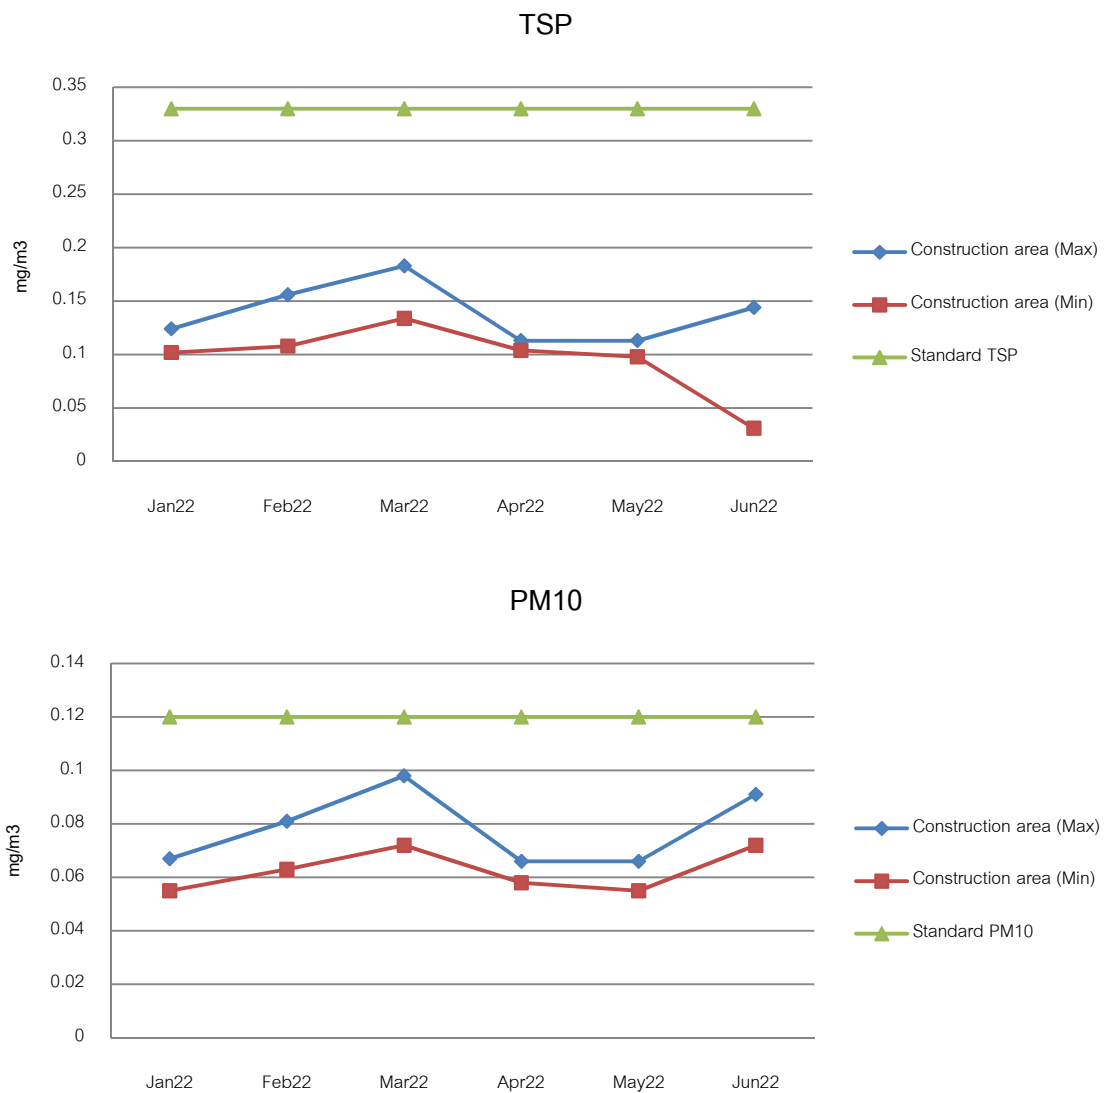 TSP
0.35
0.3
0.25
0.2
0.15
0.1
0.05
0
mg/m3
Jan22 Feb22 Mar22 Apr22 May22 Jun22
Construction area (Max)
Construction area (Min)
Standard TSP
PM10
0.14
0.12
0.1
0.08
0.06
0.04
0.02
0
mg/m3
Jan22 Feb22 Mar22 Apr22 May22 Jun22
Construction area (Max)
Construction area (Min)
Standard PM10